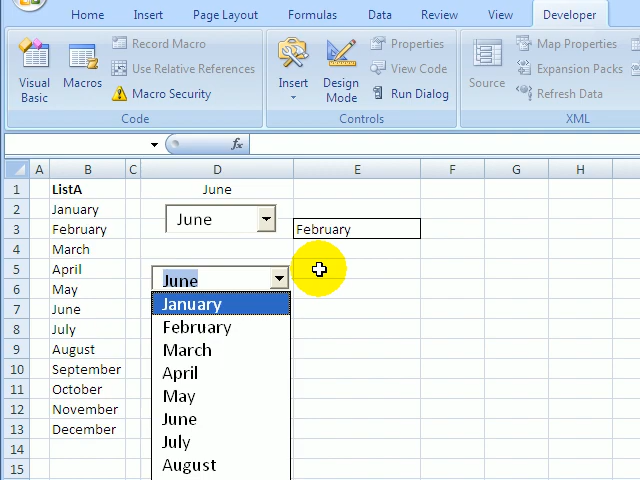 Home Insert Page Layout Formulas Data Review View Developer
Visual Basic
Macros
Record Macro
Use Relative References
Macro Security
Code
Insert
Design Mode
Properties
View Code
Run Dialog
Controls
Source
Map Properties
Expansion Packs
Refresh Data
XML
fx
A B C D E F G H
1 ListA June
2 January June
3 February February
4 March
5 April
6 May June
7 June January
8 July February
9 August March
10 September April
11 October May
12 November June
13 December July
14 August
15